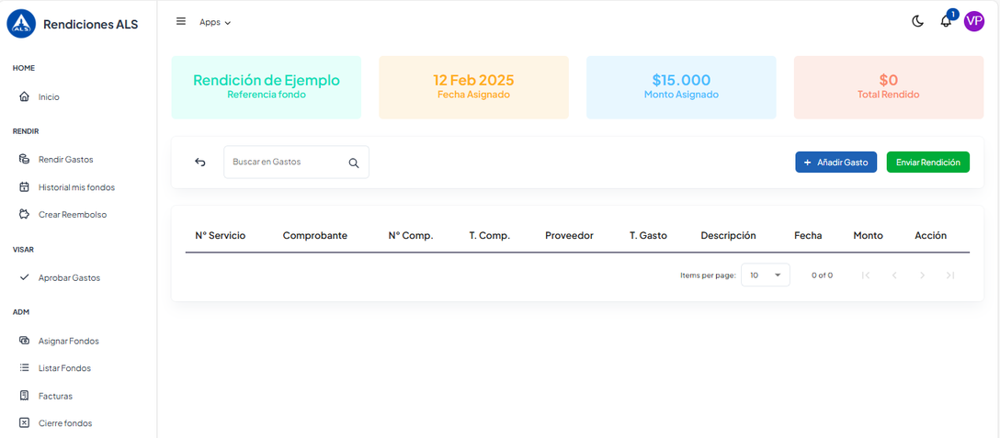 ALS
Rendiciones ALS
Apps
1
VP
HOME
Inicio
RENDIR
Rendir Gastos
Historial mis fondos
Crear Reembolso
VISAR
Aprobar Gastos
ADM
Asignar Fondos
Listar Fondos
Facturas
Cierre fondos
Rendición de Ejemplo
Referencia fondo
12 Feb 2025
Fecha Asignado
$15.000
Monto Asignado
$0
Total Rendido
Buscar en Gastos
+ Añadir Gasto
Enviar Rendición
N° Servicio Comprobante N° Comp. T. Comp. Proveedor T. Gasto Descripción Fecha Monto Acción
Items per page: 10 0 of 0